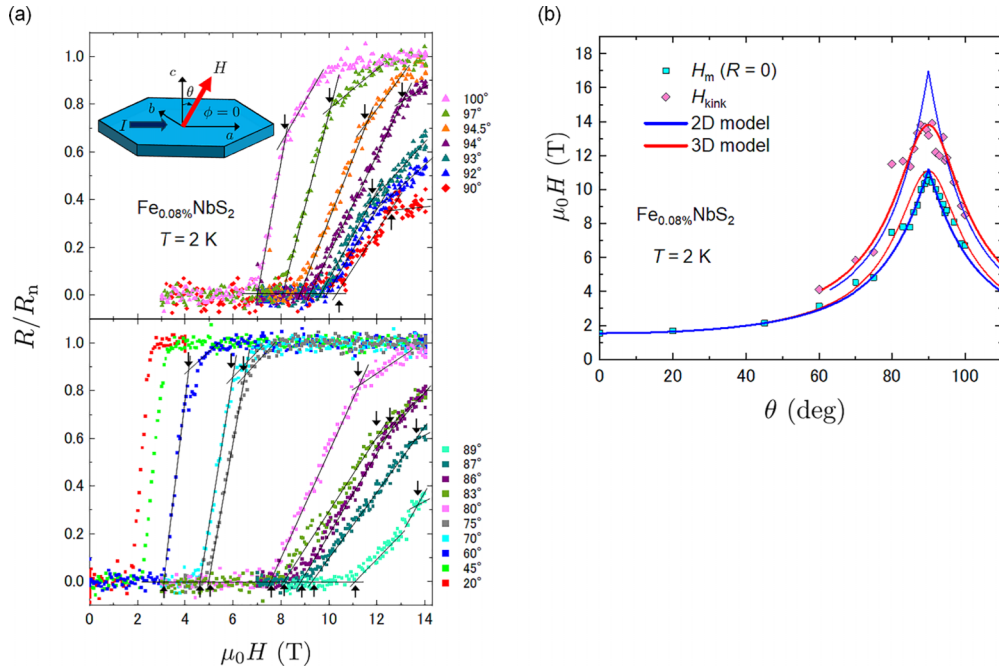 (a)
1.0
0.8
0.6
0.4
0.2
0.0
c
H
θ
b
ϕ = 0
I
a
Fe0.08%NbS2
T = 2 K
100°
97°
94.5°
94°
93°
92°
90°
R/Rn
1.0
0.8
0.6
0.4
0.2
0.0
89°
87°
86°
83°
80°
75°
70°
60°
45°
20°
0 2 4 6 8 10 12 14
μ0H (T)
(b)
18
16
14
12
10
8
6
4
2
0
μ0H (T)
Hm (R = 0)
Hkink
2D model
3D model
Fe0.08%NbS2
T = 2 K
0 20 40 60 80 100
θ (deg)